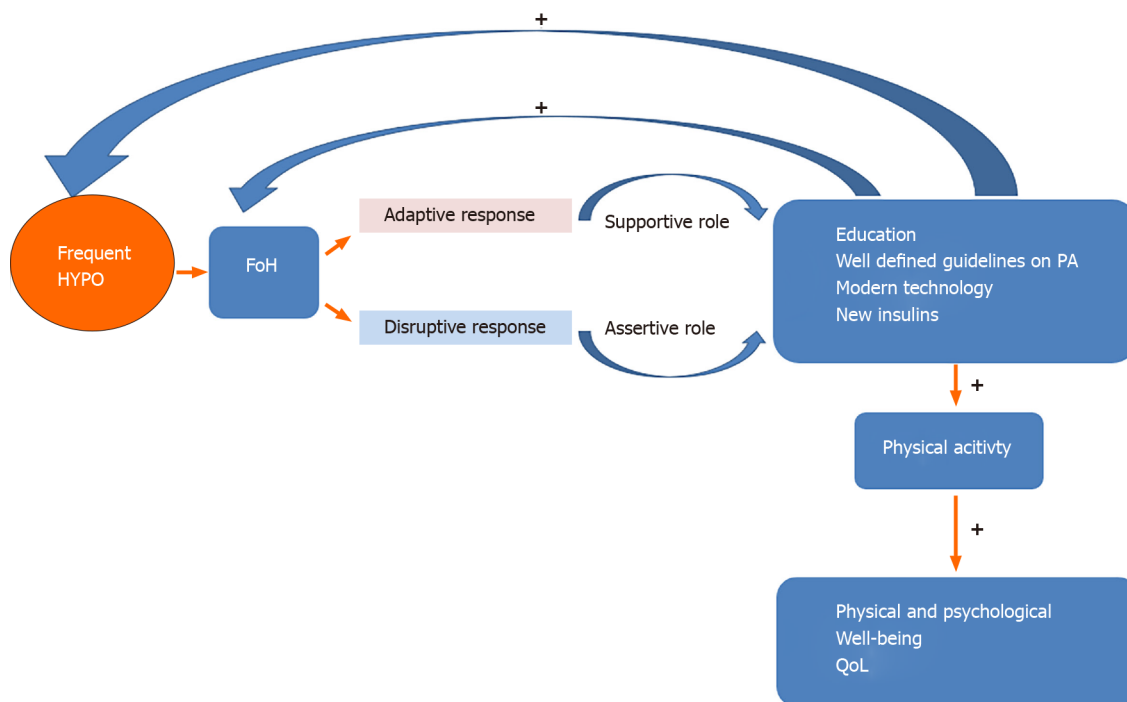 +
+
Frequent
HYPO
FoH
Adaptive response
Disruptive response
Supportive role
Assertive role
Education
Well defined guidelines on PA
Modern technology
New insulins
+
Physical acitivty
+
Physical and psychological
Well-being
QoL